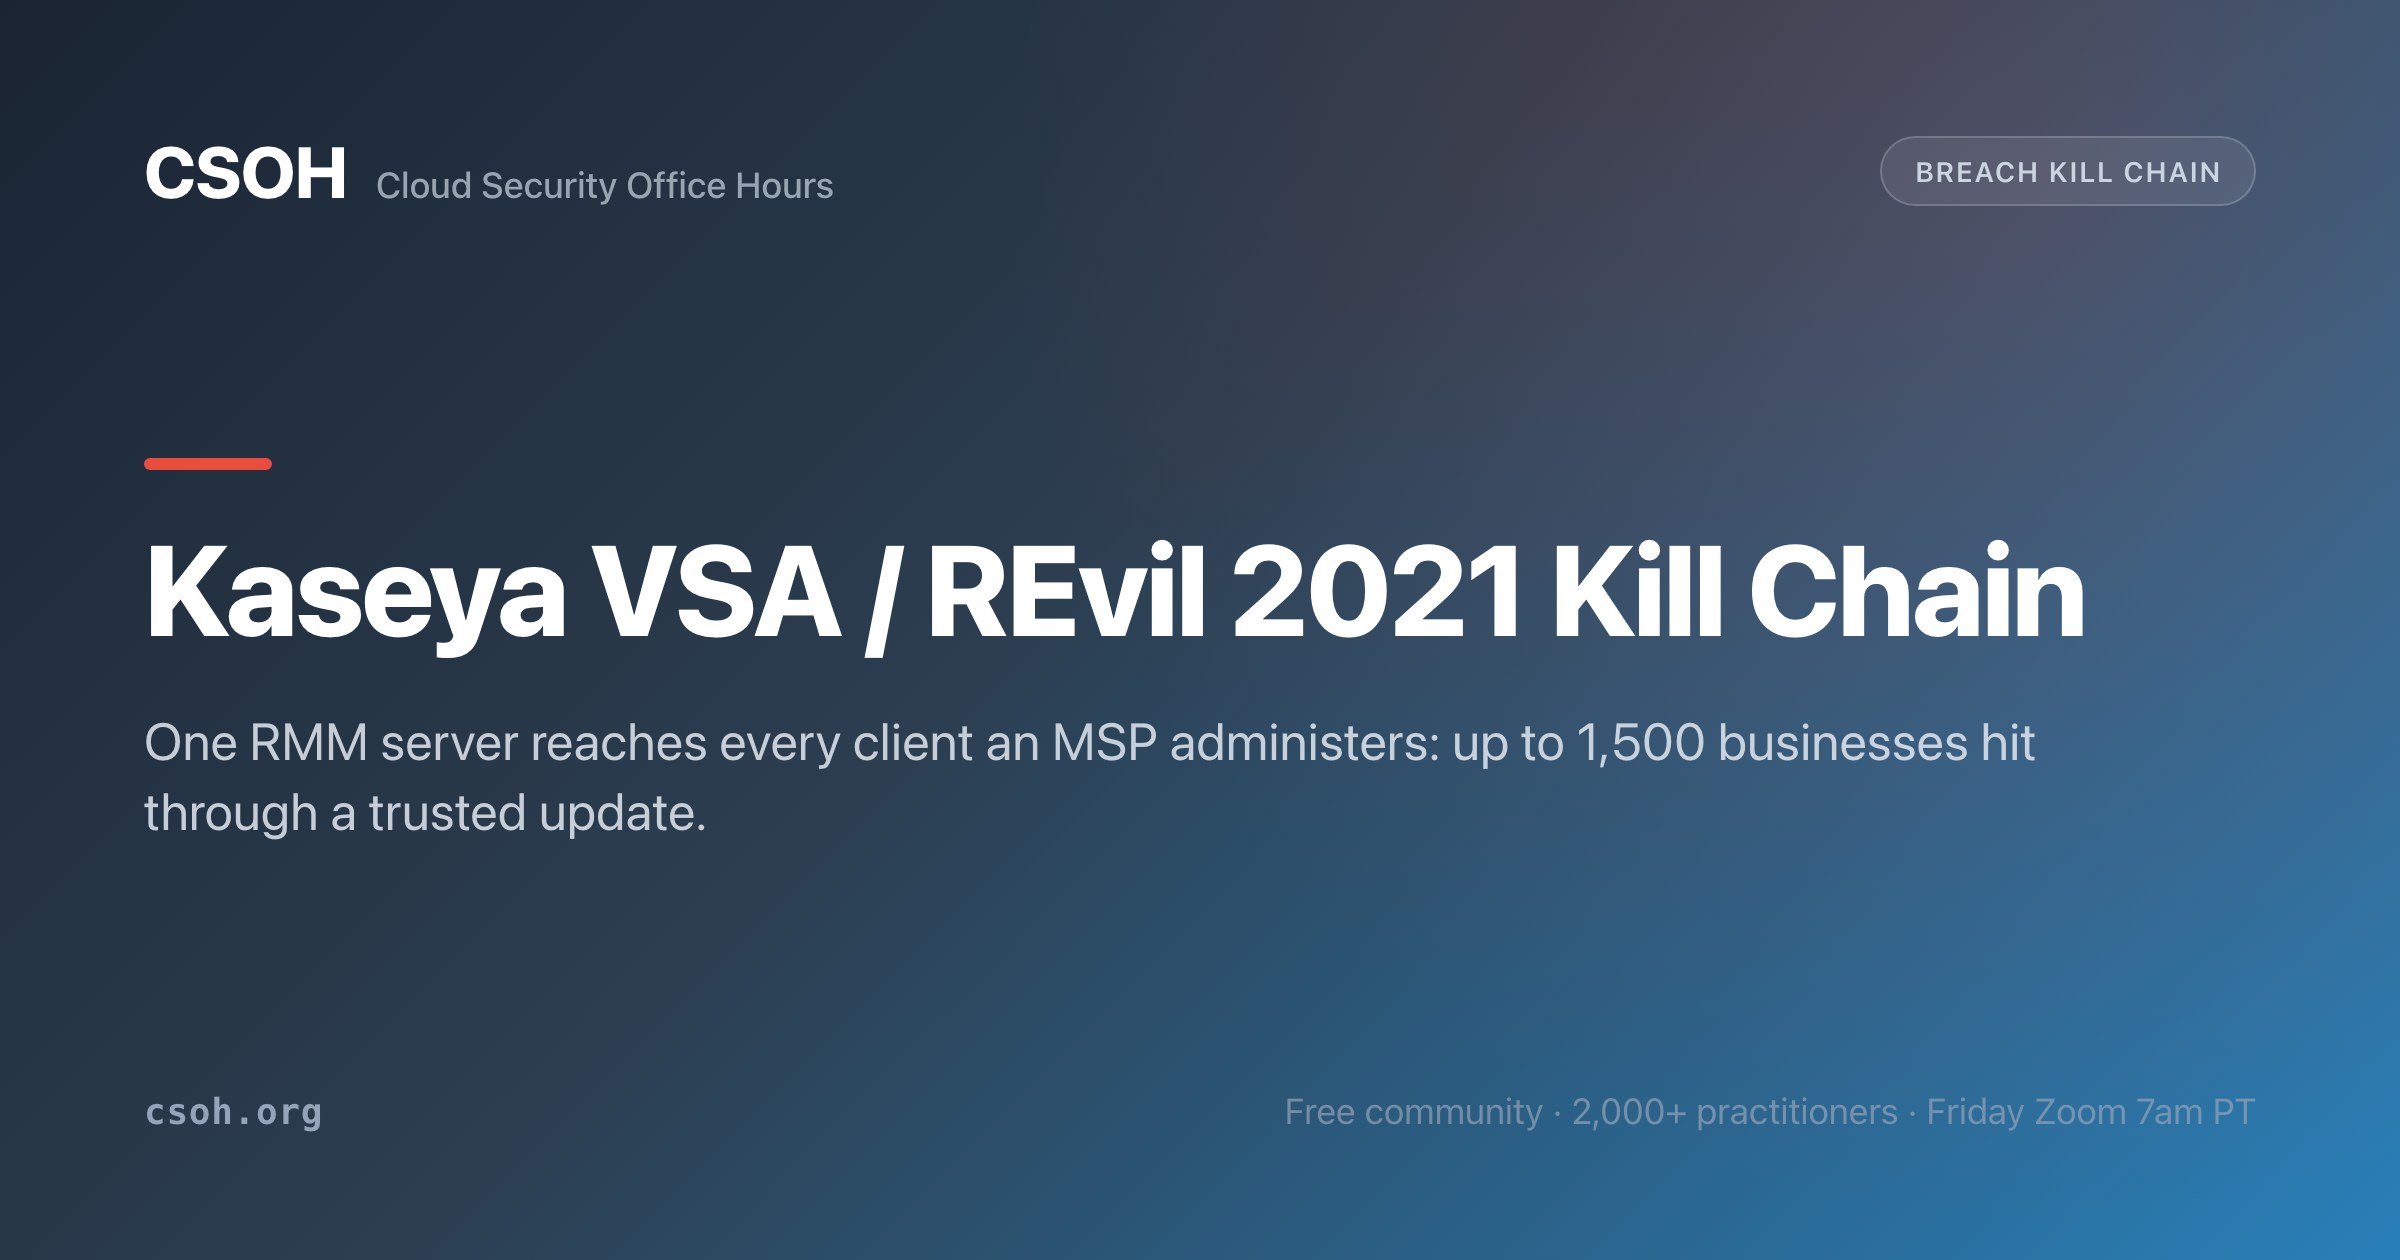 CSOH Cloud Security Office Hours
BREACH KILL CHAIN
Kaseya VSA / REvil 2021 Kill Chain
One RMM server reaches every client an MSP administers: up to 1,500 businesses hit
through a trusted update.
csoh.org
Free community · 2,000+ practitioners · Friday Zoom 7am PT